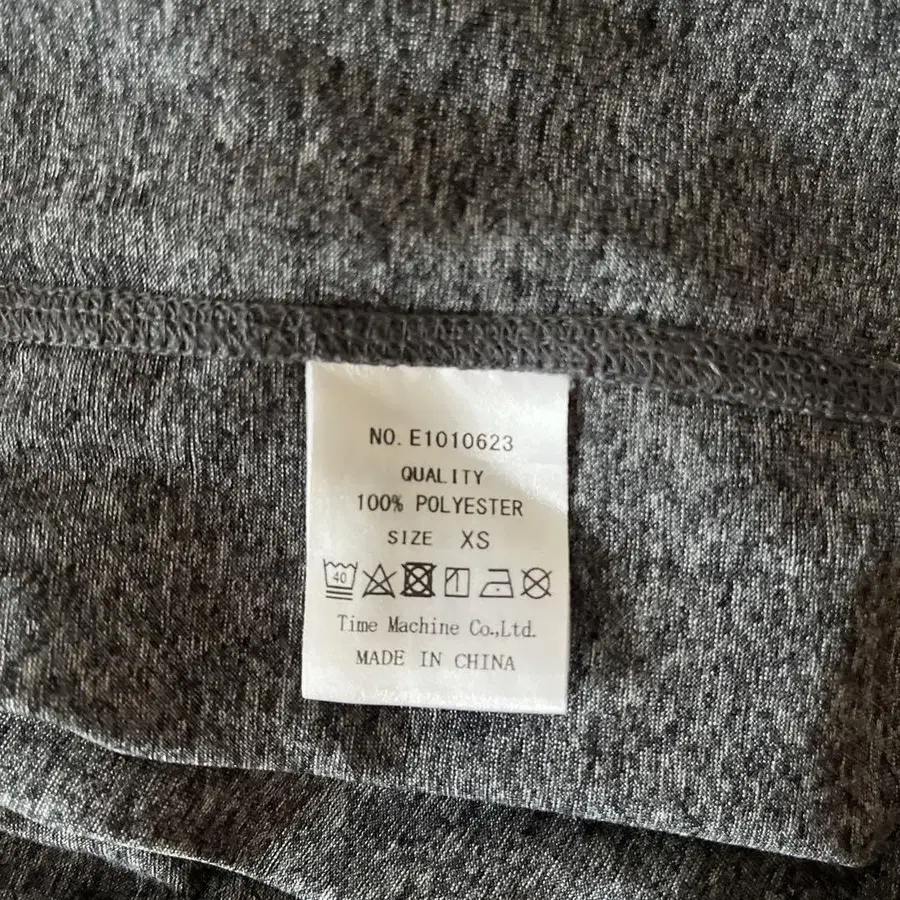 NO. E1010623
QUALITY
100% POLYESTER
SIZE XS
40
Time Machine Co.,Ltd.
MADE IN CHINA